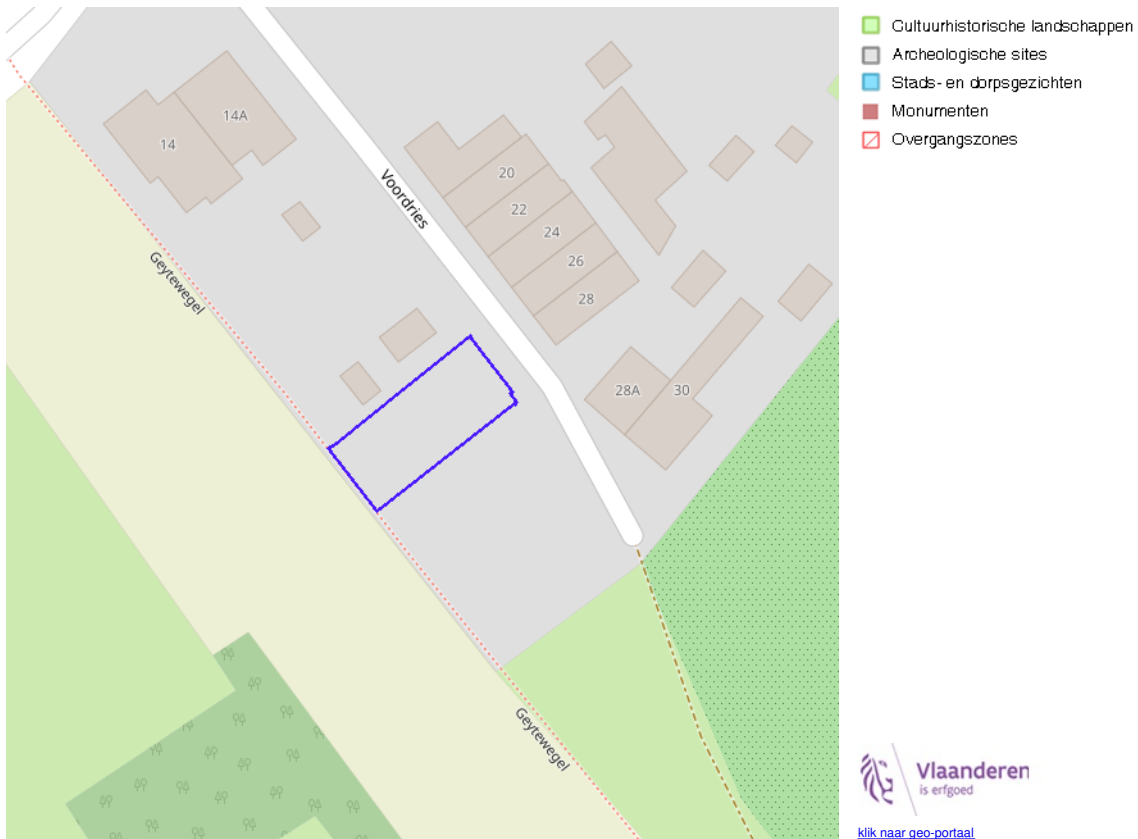 14
14A
Voordries
20
22
24
26
28
28A
30
Geytewegel
Geytewegel
Cultuurhistorische landschappen
Archeologische sites
Stads- en dorpsgezichten
Monumenten
Overgangszones
Vlaanderen
is erfgoed
klik naar geo-portaal